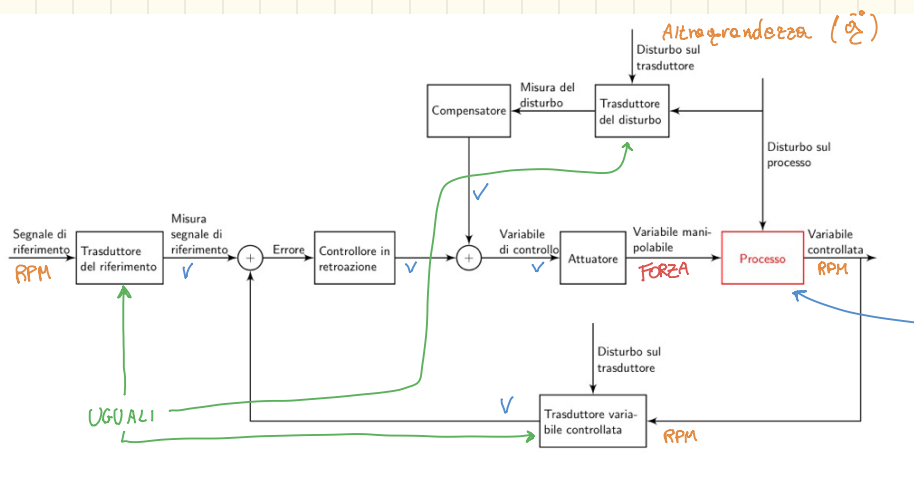 Altra grandezza (q̇)
Disturbo sul
trasduttore
Misura del
disturbo
Compensatore
Trasduttore
del disturbo
Disturbo sul
processo
V
Segnale di
riferimento
RPM
Trasduttore
del riferimento
Misura
segnale di
riferimento
V
+
Errore
Controllore in
retroazione
V
+
Variabile
di controllo
V
Attuatore
Variabile mani-
polabile
FORZA
Processo
Variabile
controllata
RPM
Disturbo sul
trasduttore
UGUALI
V
Trasduttore varia-
bile controllata
RPM